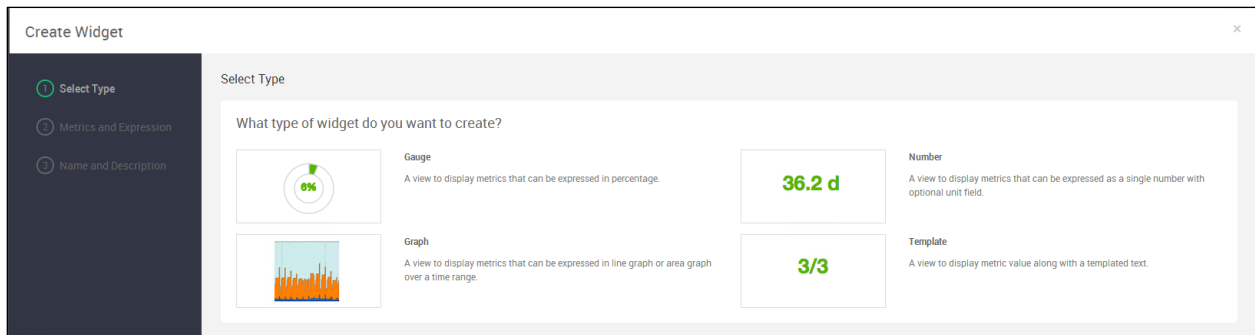 Create Widget
×
1 Select Type
2 Metrics and Expression
3 Name and Description
Select Type
What type of widget do you want to create?
6%
Gauge
A view to display metrics that can be expressed in percentage.
36.2 d
Number
A view to display metrics that can be expressed as a single number with
optional unit field.
Graph
A view to display metrics that can be expressed in line graph or area graph
over a time range.
3/3
Template
A view to display metric value along with a templated text.